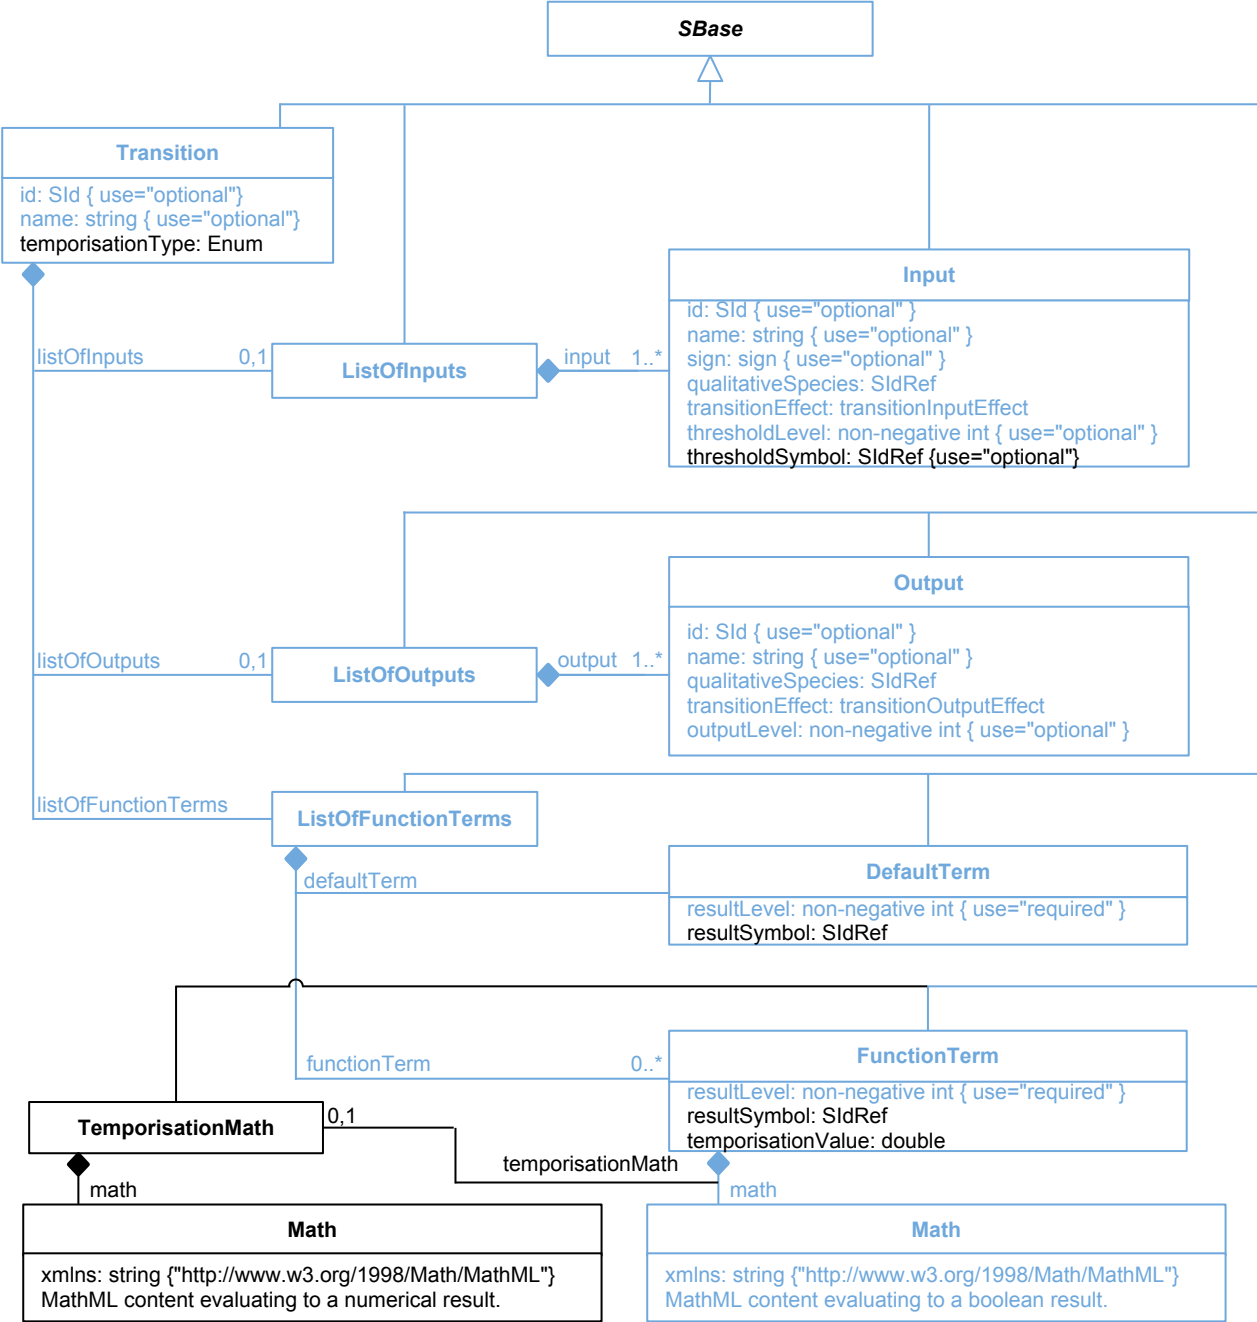 SBase
Transition
id: SId { use="optional"}
name: string { use="optional"}
temporisationType: Enum
Input
id: SId { use="optional" }
name: string { use="optional" }
sign: sign { use="optional" }
qualitativeSpecies: SIdRef
transitionEffect: transitionInputEffect
thresholdLevel: non-negative int { use="optional" }
thresholdSymbol: SIdRef {use="optional"}
listOfInputs 0,1
ListOfInputs
input 1..*
Output
id: SId { use="optional" }
name: string { use="optional" }
qualitativeSpecies: SIdRef
transitionEffect: transitionOutputEffect
outputLevel: non-negative int { use="optional" }
listOfOutputs 0,1
ListOfOutputs
output 1..*
listOfFunctionTerms
ListOfFunctionTerms
defaultTerm
DefaultTerm
resultLevel: non-negative int { use="required" }
resultSymbol: SIdRef
functionTerm 0..*
FunctionTerm
resultLevel: non-negative int { use="required" }
resultSymbol: SIdRef
temporisationValue: double
TemporisationMath
0,1
temporisationMath
math
math
Math
xmlns: string {"http://www.w3.org/1998/Math/MathML"}
MathML content evaluating to a numerical result.
Math
xmlns: string {"http://www.w3.org/1998/Math/MathML"}
MathML content evaluating to a boolean result.